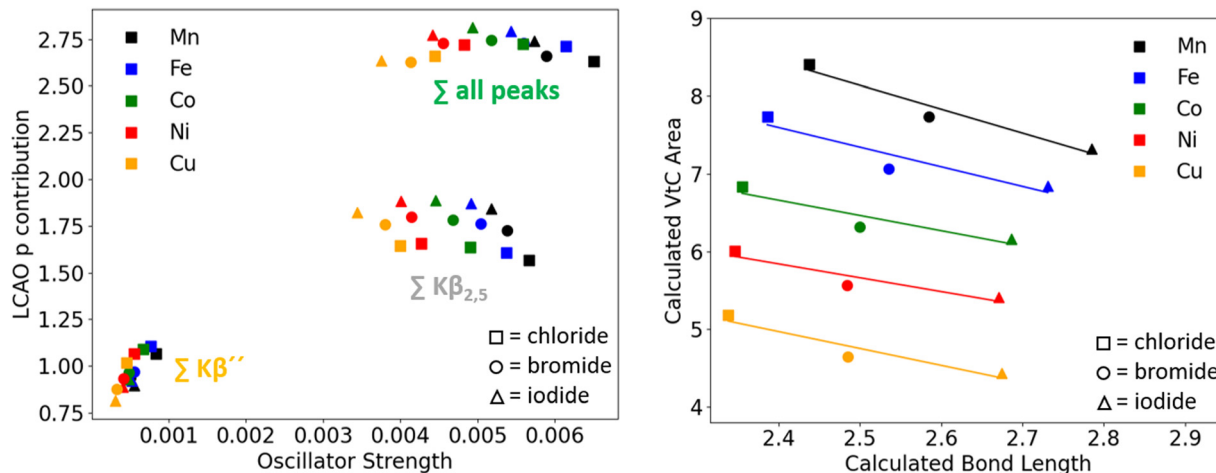 2.75
2.50
2.25
2.00
1.75
1.50
1.25
1.00
0.75
LCAO p contribution
Mn
Fe
Co
Ni
Cu
∑ all peaks
∑ Kβ2,5
∑ Kβ´´
= chloride
= bromide
= iodide
0.001 0.002 0.003 0.004 0.005 0.006
Oscillator Strength
9
8
7
6
5
4
Calculated VtC Area
Mn
Fe
Co
Ni
Cu
= chloride
= bromide
= iodide
2.4 2.5 2.6 2.7 2.8 2.9
Calculated Bond Length